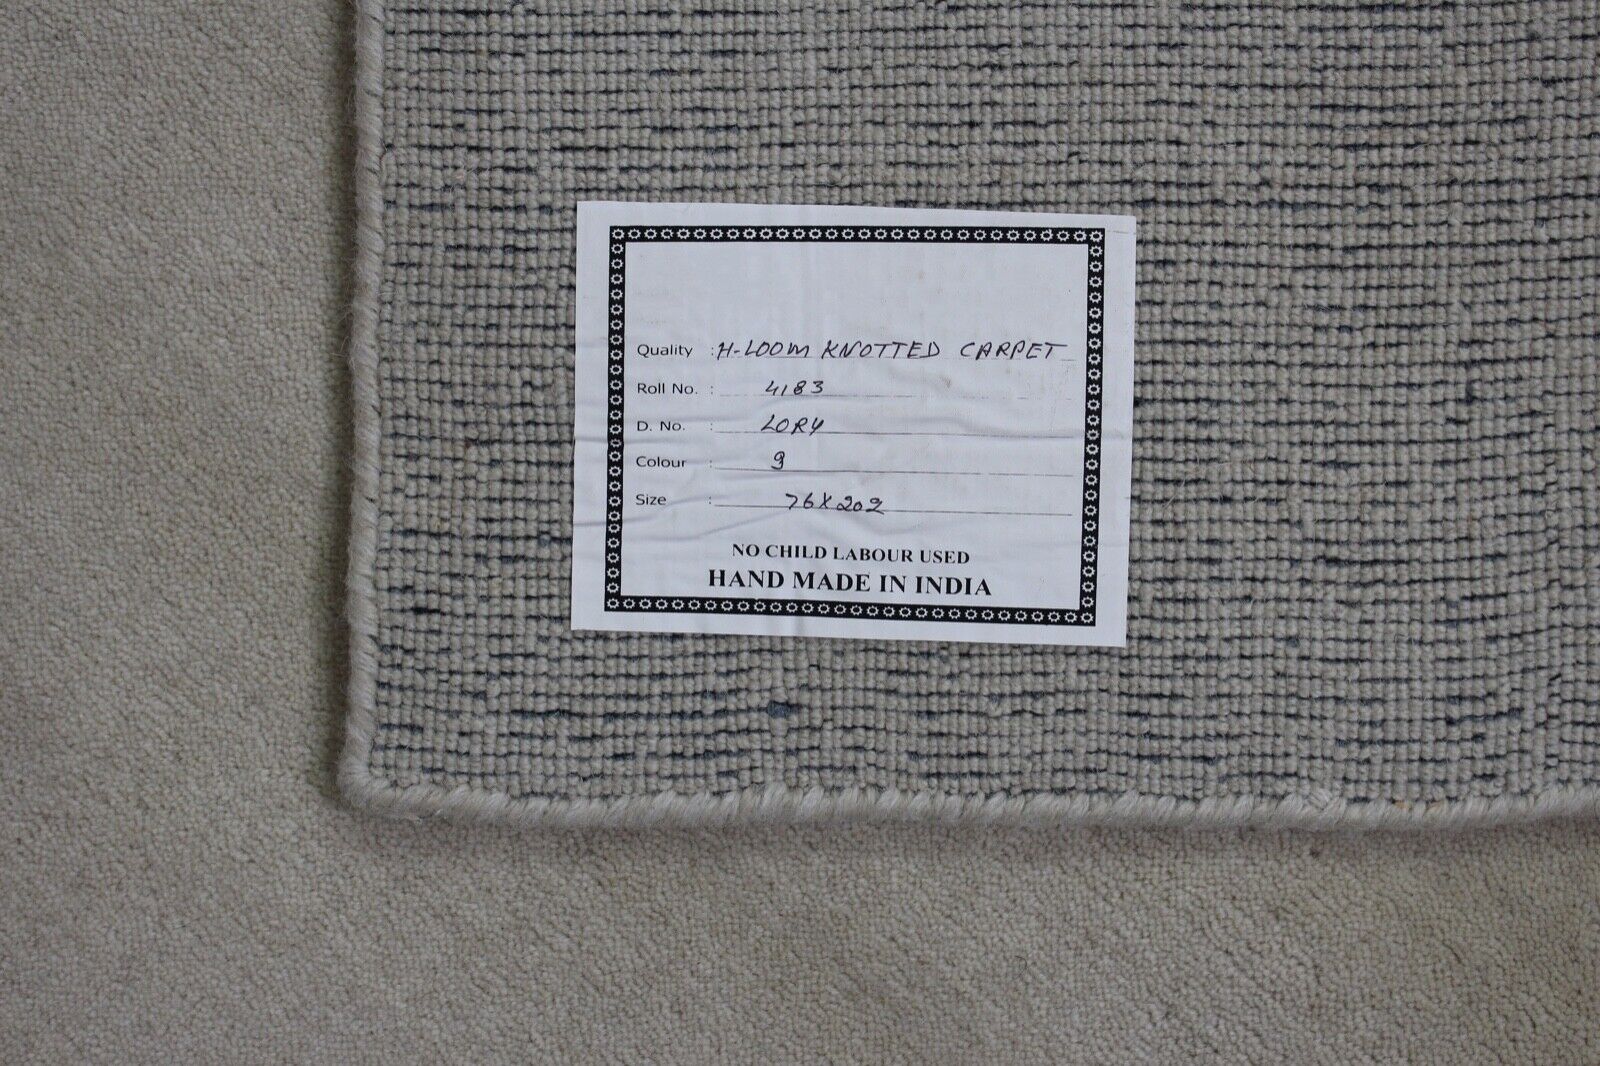 Quality : H-LOOM KNOTTED CARPET
Roll No. : 4183
D. No. : LORY
Colour : 9
Size : 76X202
NO CHILD LABOUR USED
HAND MADE IN INDIA